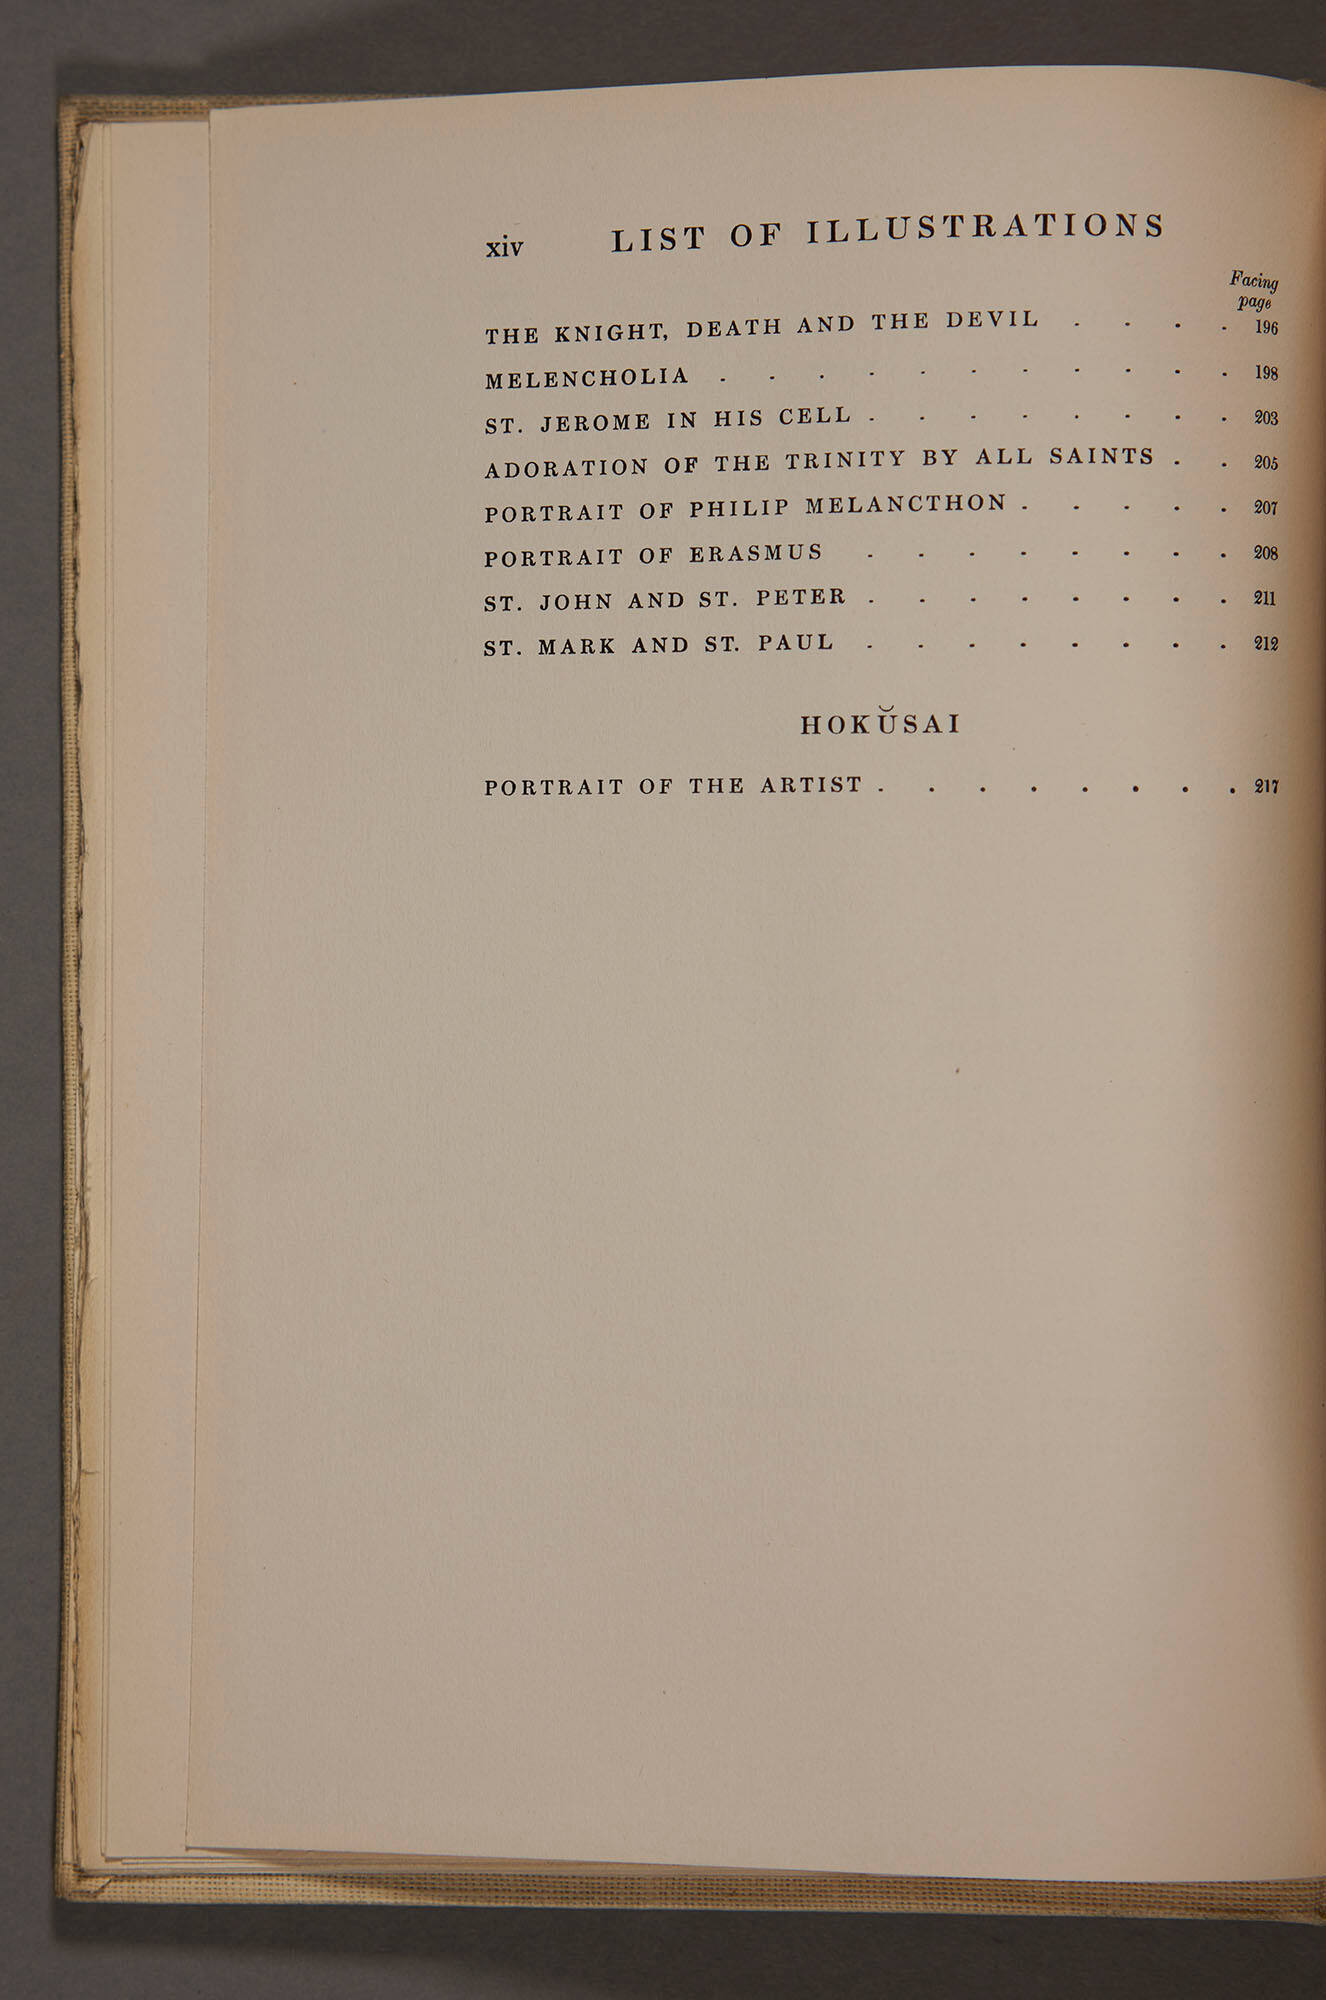 xiv LIST OF ILLUSTRATIONS
Facing
page
THE KNIGHT, DEATH AND THE DEVIL . . . . 196
MELENCHOLIA . . . . . . . . . . . 198
ST. JEROME IN HIS CELL . . . . . . . . 203
ADORATION OF THE TRINITY BY ALL SAINTS . . 205
PORTRAIT OF PHILIP MELANCTHON . . . . . 207
PORTRAIT OF ERASMUS . . . . . . . . 208
ST. JOHN AND ST. PETER . . . . . . . . 211
ST. MARK AND ST. PAUL . . . . . . . . 212
HOKŬSAI
PORTRAIT OF THE ARTIST . . . . . . . . 217